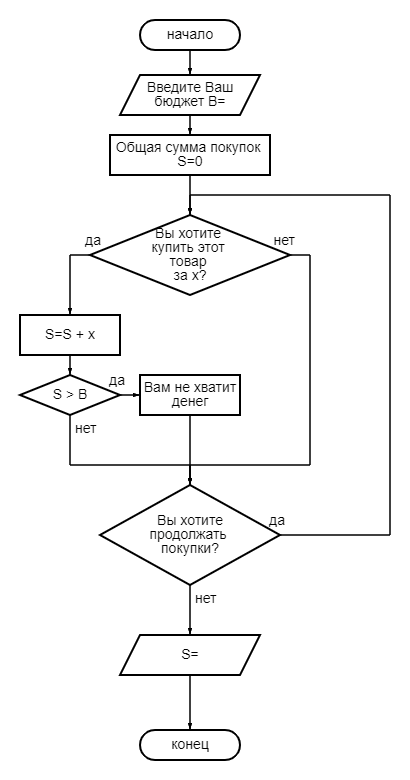 начало
Введите Ваш
бюджет B=
Общая сумма покупок
S=0
Вы хотите
купить этот
товар
за x?
да
нет
S=S + x
S > B
да
нет
Вам не хватит
денег
Вы хотите
продолжать
покупки?
да
нет
S=
конец